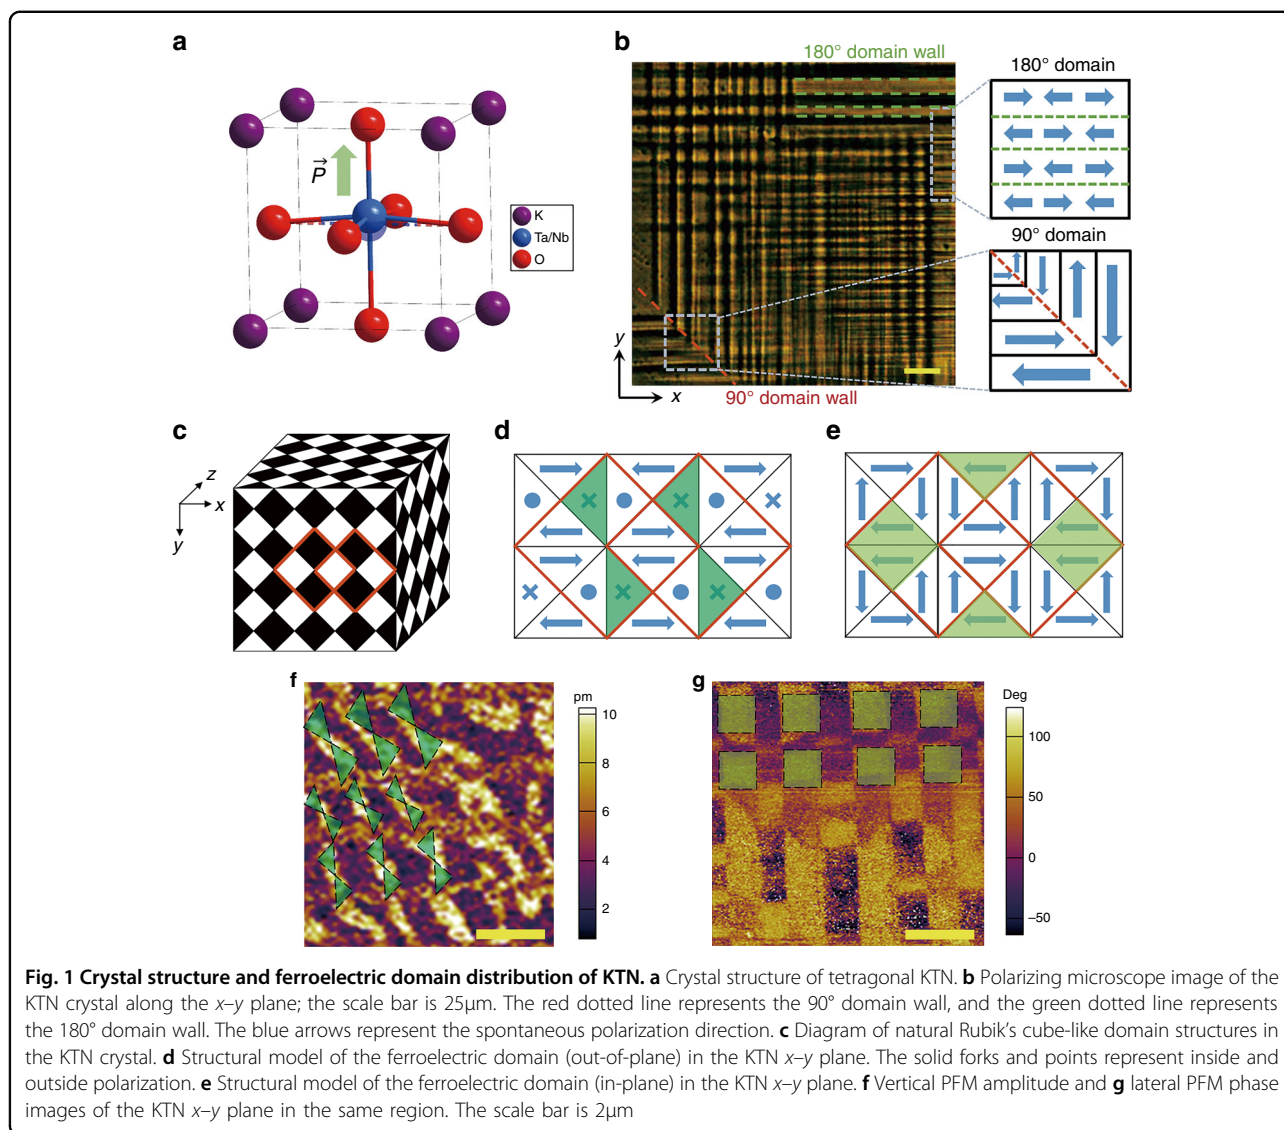 a
P
K
Ta/Nb
O
b
180° domain wall
180° domain
90° domain
y
x
90° domain wall
c
z
x
y
d
e
f
pm
10
8
6
4
2
g
Deg
100
50
0
−50
Fig. 1 Crystal structure and ferroelectric domain distribution of KTN. a Crystal structure of tetragonal KTN. b Polarizing microscope image of the
KTN crystal along the x–y plane; the scale bar is 25μm. The red dotted line represents the 90° domain wall, and the green dotted line represents
the 180° domain wall. The blue arrows represent the spontaneous polarization direction. c Diagram of natural Rubik's cube-like domain structures in
the KTN crystal. d Structural model of the ferroelectric domain (out-of-plane) in the KTN x–y plane. The solid forks and points represent inside and
outside polarization. e Structural model of the ferroelectric domain (in-plane) in the KTN x–y plane. f Vertical PFM amplitude and g lateral PFM phase
images of the KTN x–y plane in the same region. The scale bar is 2μm